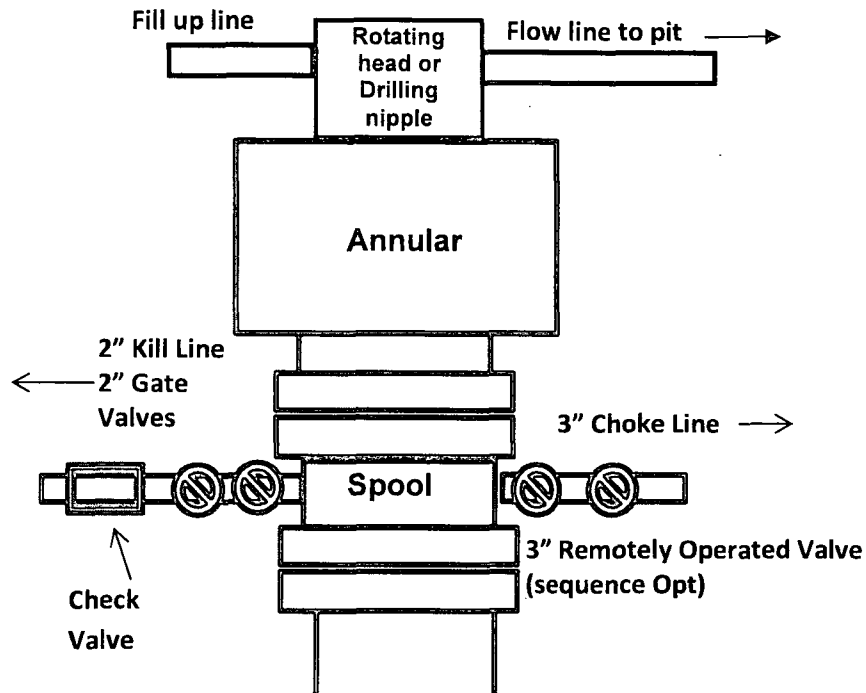 Fill up line
Rotating
head or
Drilling
nipple
Flow line to pit
Annular
2” Kill Line
2” Gate
Valves
3” Choke Line
Spool
3” Remotely Operated Valve
(sequence Opt)
Check
Valve